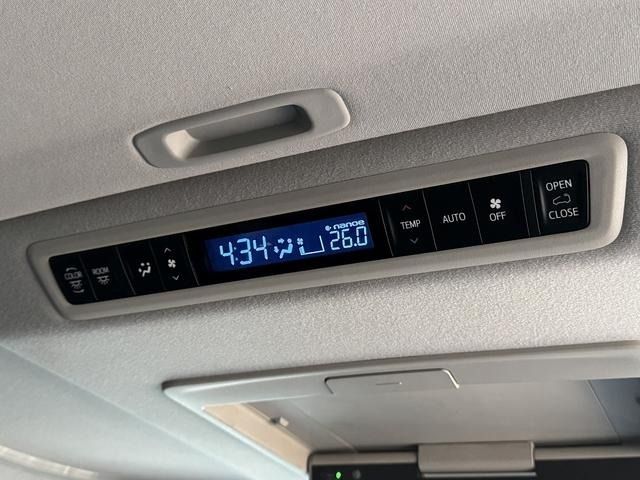 COLOR
ROOM
4:34
nanoe
26.0
TEMP
AUTO
OFF
OPEN
CLOSE